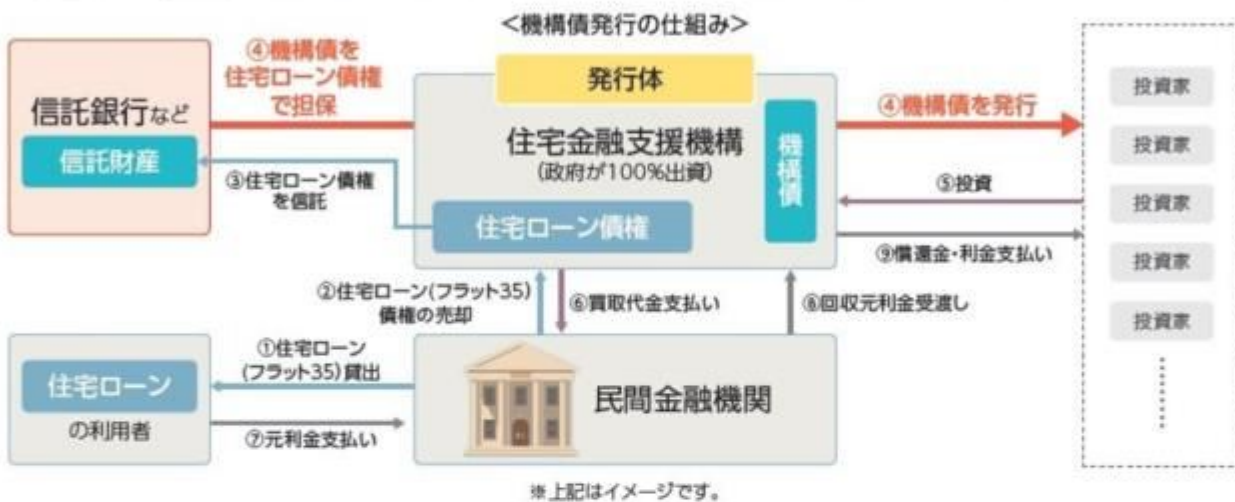 <機構債発行の仕組み>
④機構債を
住宅ローン債権
で担保
信託銀行など
信託財産
③住宅ローン債権
を信託
発行体
住宅金融支援機構
(政府が100%出資)
機構債
住宅ローン債権
④機構債を発行
⑤投資
⑨償還金・利金支払い
投資家
投資家
投資家
投資家
投資家
②住宅ローン(フラット35)
債権の売却
⑥買取代金支払い
⑧回収元利金受渡し
①住宅ローン
(フラット35)貸出
住宅ローン
の利用者
⑦元利金支払い
民間金融機関
※上記はイメージです。